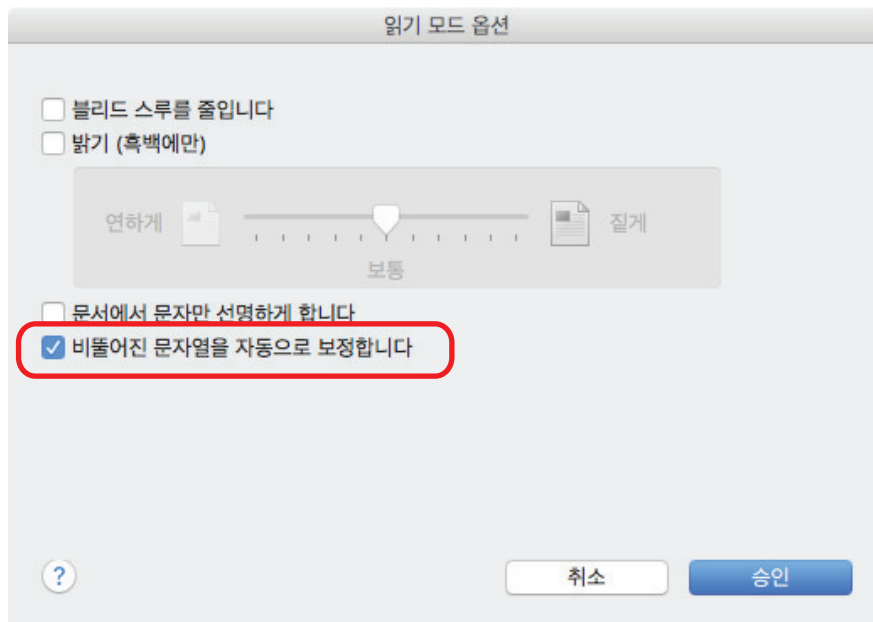 읽기 모드 옵션
블리드 스루를 줄입니다
밝기 (흑백에만)
연하게 짙게
보통
문서에서 문자만 선명하게 합니다
비뚤어진 문자열을 자동으로 보정합니다
? 취소 승인